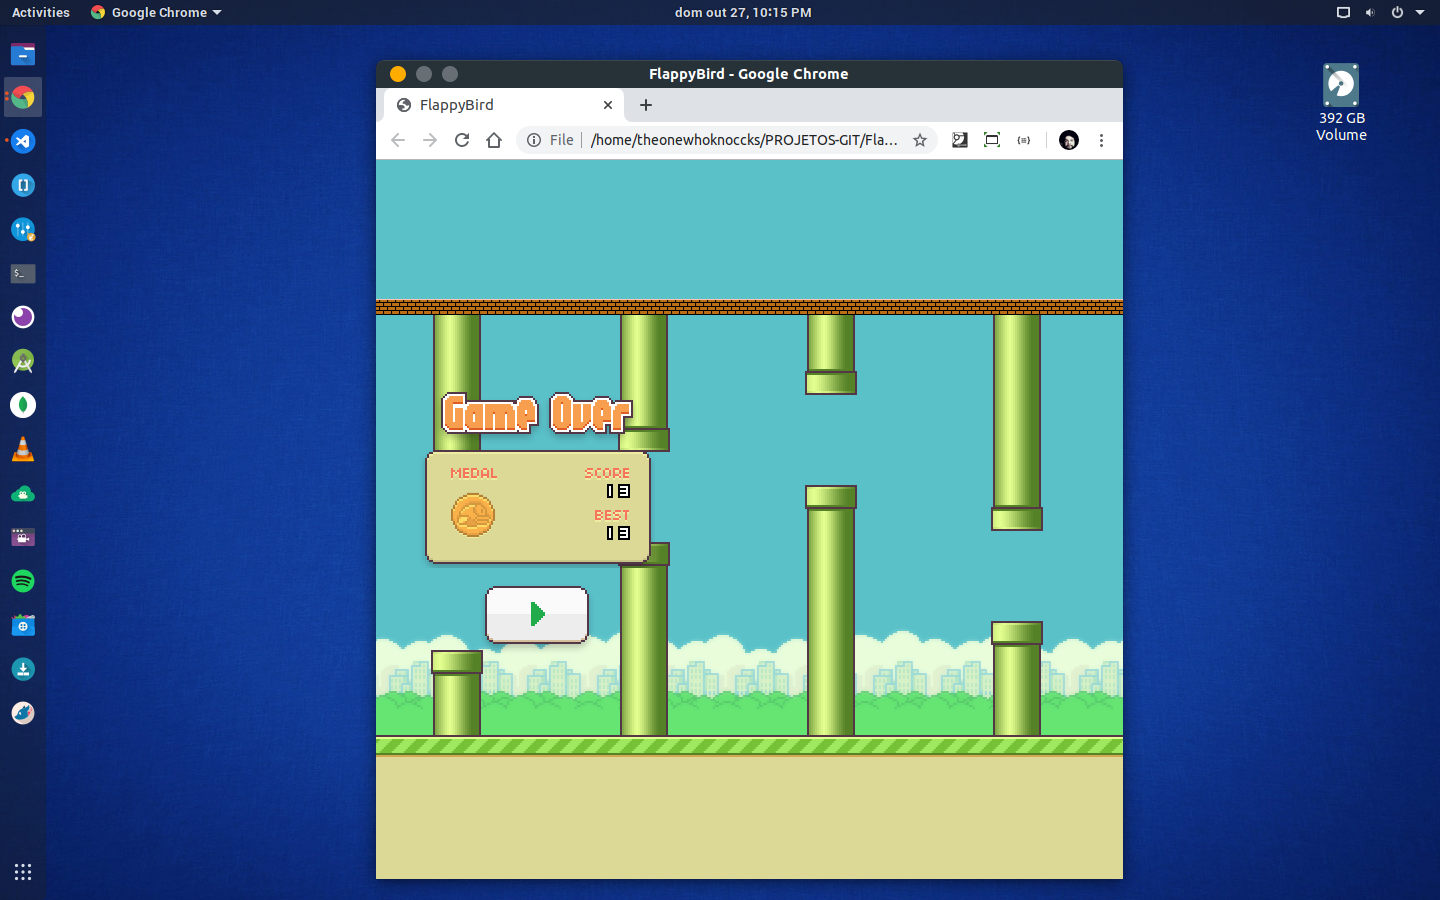 Activities
Google Chrome
dom out 27, 10:15 PM
FlappyBird - Google Chrome
FlappyBird
File
/home/theonewhoknoccks/PROJETOS-GIT/Fla...
392 GB
Volume
Game Over
MEDAL
SCORE
13
BEST
13